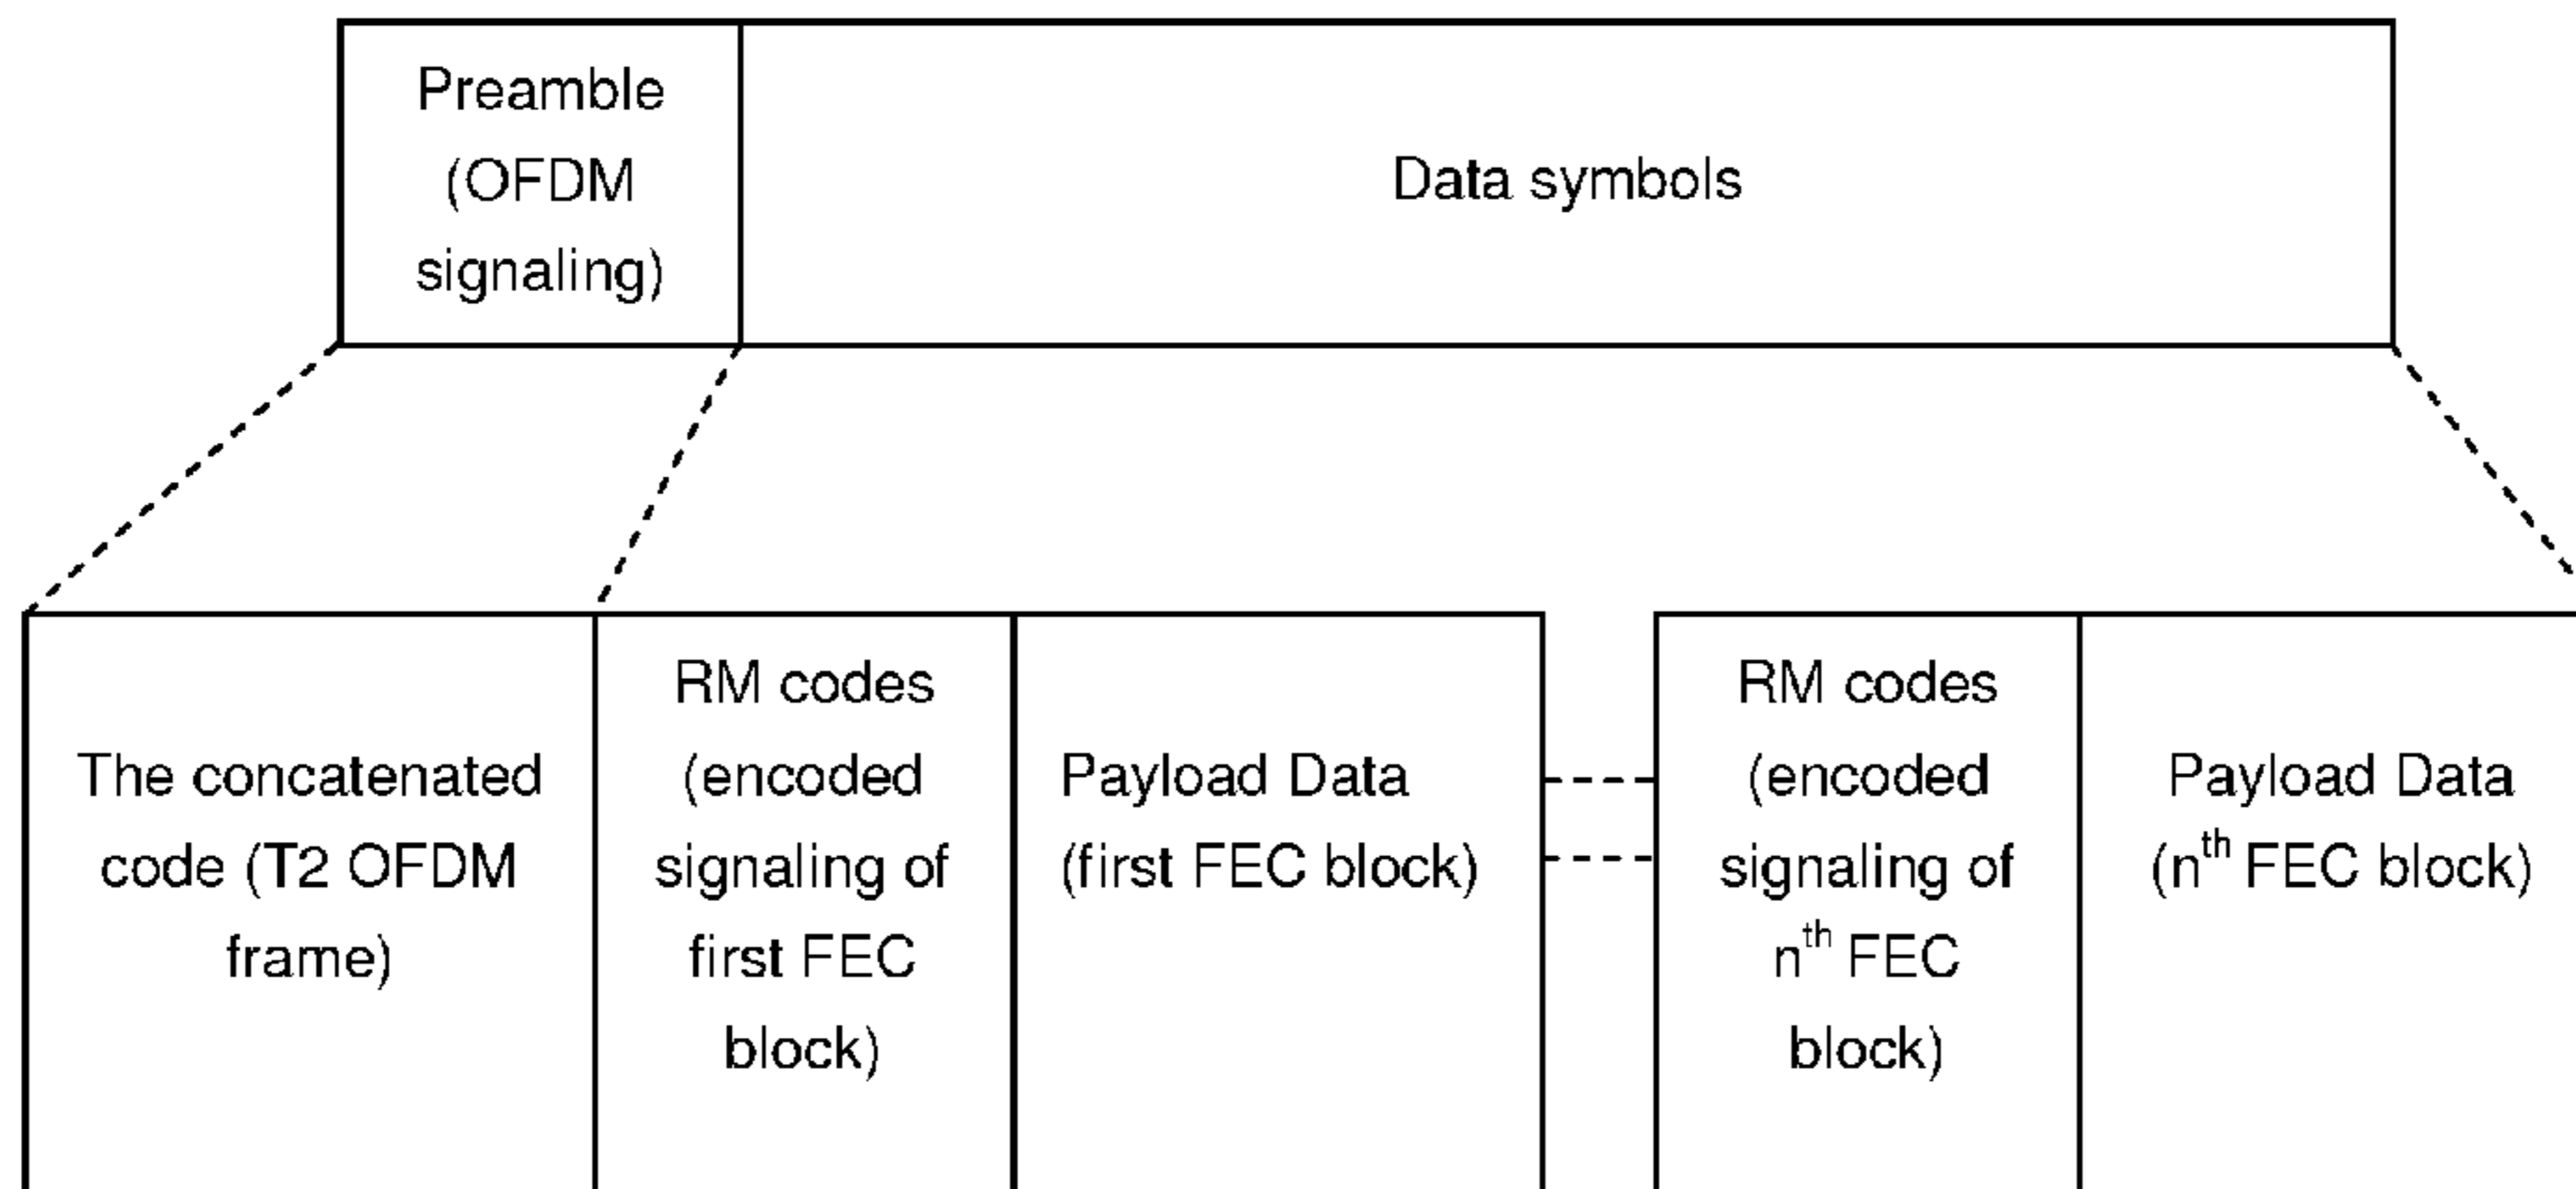 Preamble
(OFDM
signaling)
Data symbols
The concatenated
code (T2 OFDM
frame)
RM codes
(encoded
signaling of
first FEC
block)
Payload Data
(first FEC block)
RM codes
(encoded
signaling of
nth FEC
block)
Payload Data
(nth FEC block)